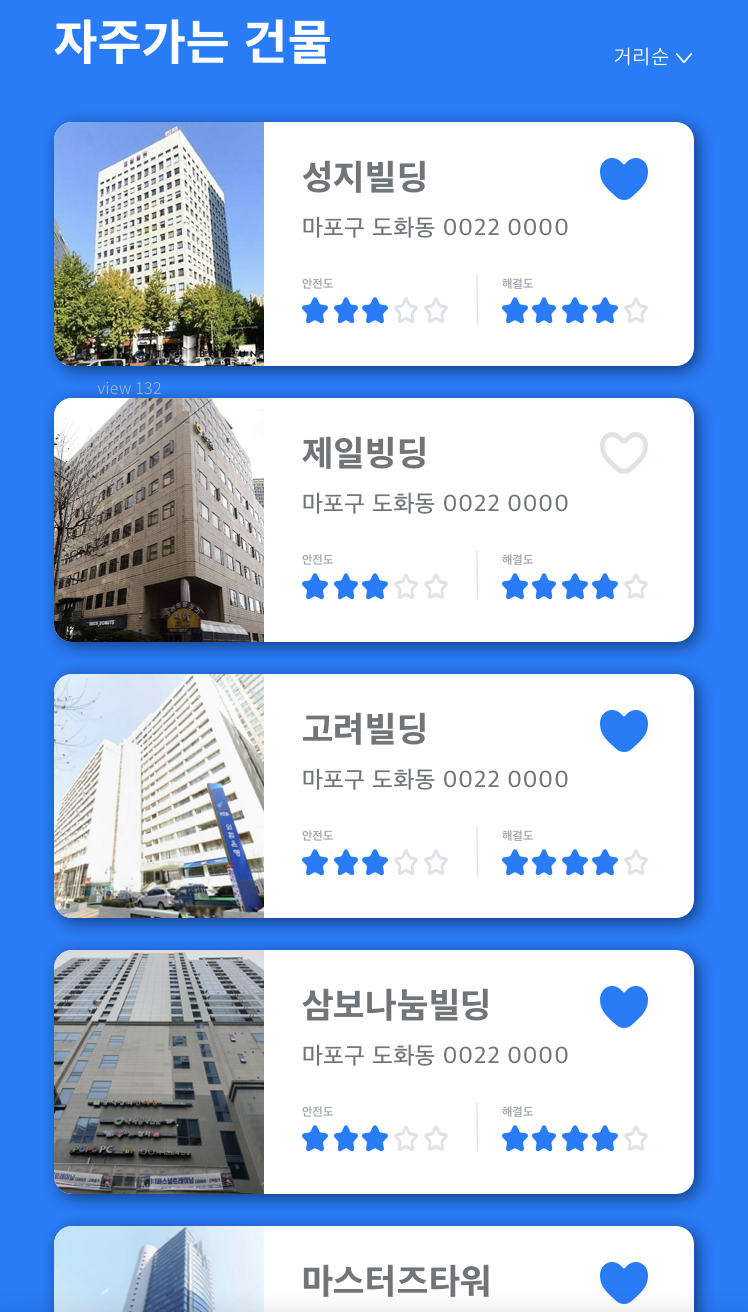 자주가는 건물
거리순
성지빌딩
마포구 도화동 0022 0000
안전도
해결도
view 132
제일빙딩
마포구 도화동 0022 0000
안전도
해결도
고려빌딩
마포구 도화동 0022 0000
안전도
해결도
외환은행
삼보나눔빌딩
마포구 도화동 0022 0000
안전도
해결도
마스터즈타워